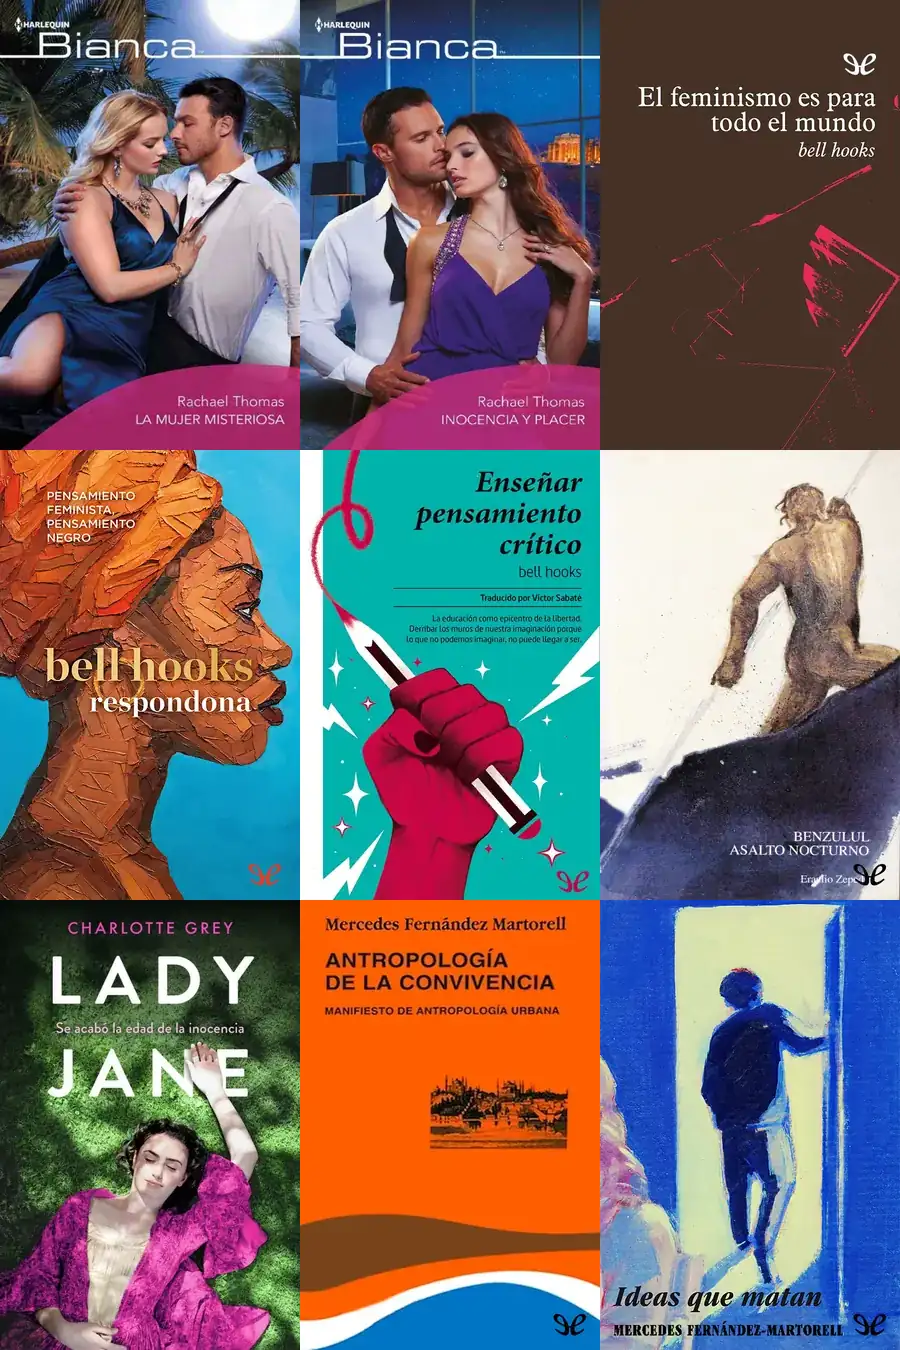 HARLEQUIN
Bianca
Rachael Thomas
LA MUJER MISTERIOSA
HARLEQUIN
Bianca
Rachael Thomas
INOCENCIA Y PLACER
El feminismo es para
todo el mundo
bell hooks
PENSAMIENTO
FEMINISTA,
PENSAMIENTO
NEGRO
bell hooks
respondona
Enseñar
pensamiento
crítico
bell hooks
Traducido por Víctor Sabaté
La educación como epicentro de la libertad.
Derribar los muros de nuestra imaginación porque
lo que no podemos imaginar, no puede llegar a ser.
BENZULUL
ASALTO NOCTURNO
Eraclio Zepeda
CHARLOTTE GREY
LADY
Se acabó la edad de la inocencia
JANE
Mercedes Fernández Martorell
ANTROPOLOGÍA
DE LA CONVIVENCIA
MANIFIESTO DE ANTROPOLOGÍA URBANA
Ideas que matan
MERCEDES FERNÁNDEZ-MARTORELL